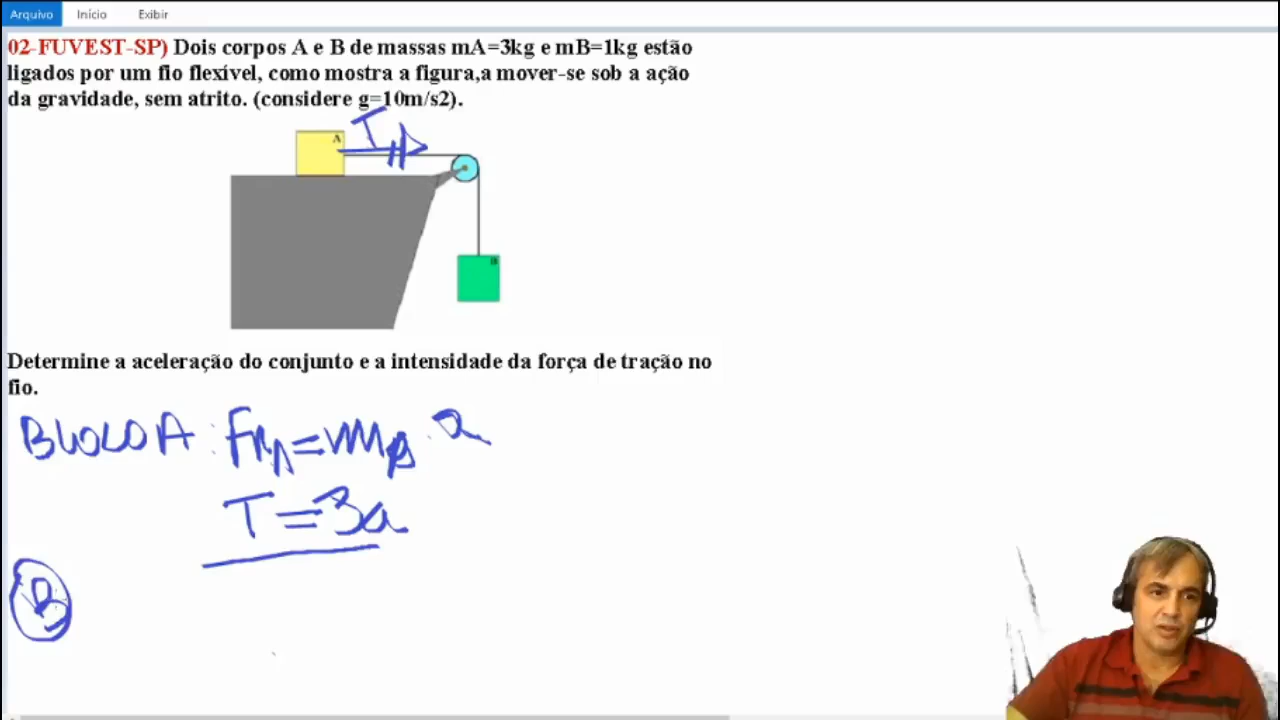 Arquivo Início Exibir
02-FUVEST-SP) Dois corpos A e B de massas mA=3kg e mB=1kg estão
ligados por um fio flexível, como mostra a figura,a mover-se sob a ação
da gravidade, sem atrito. (considere g=10m/s2).
T
A
B
Determine a aceleração do conjunto e a intensidade da força de tração no
fio.
BLOCO A : FRA = mA . a
T = 3a
B